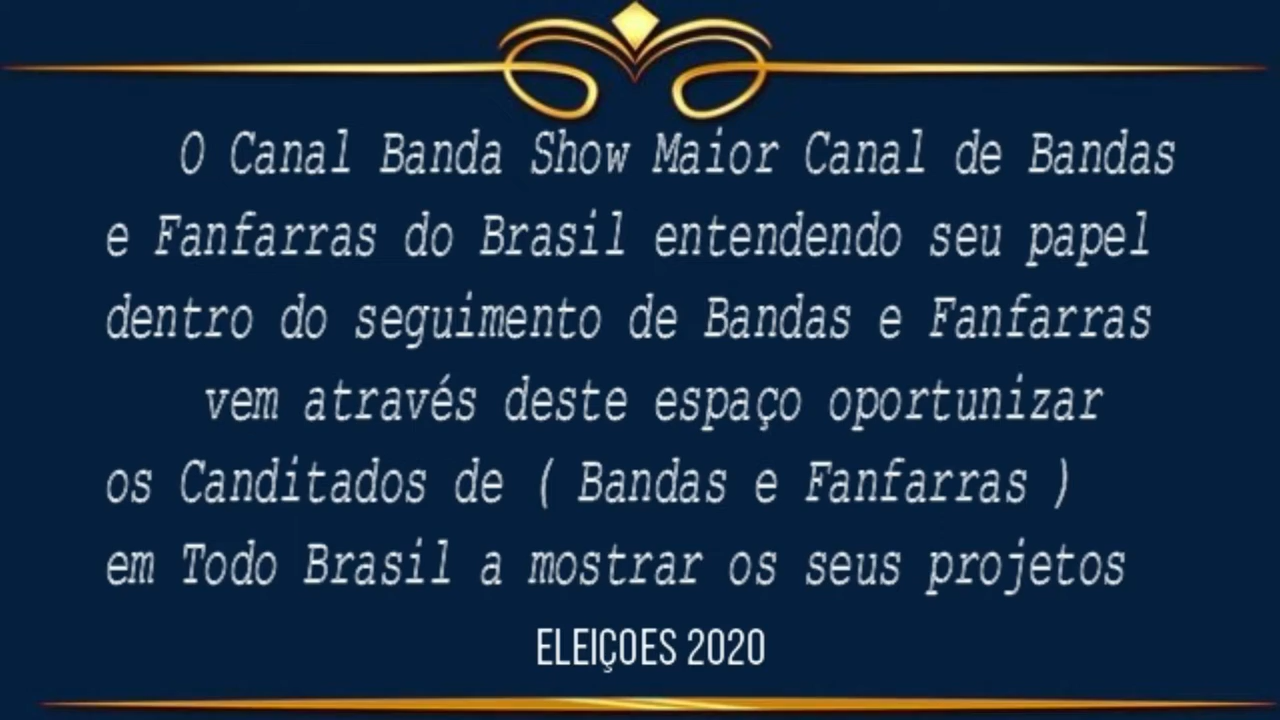 O Canal Banda Show Maior Canal de Bandas
e Fanfarras do Brasil entendendo seu papel
dentro do seguimento de Bandas e Fanfarras
vem através deste espaço oportunizar
os Canditados de ( Bandas e Fanfarras )
em Todo Brasil a mostrar os seus projetos
ELEIÇOES 2020